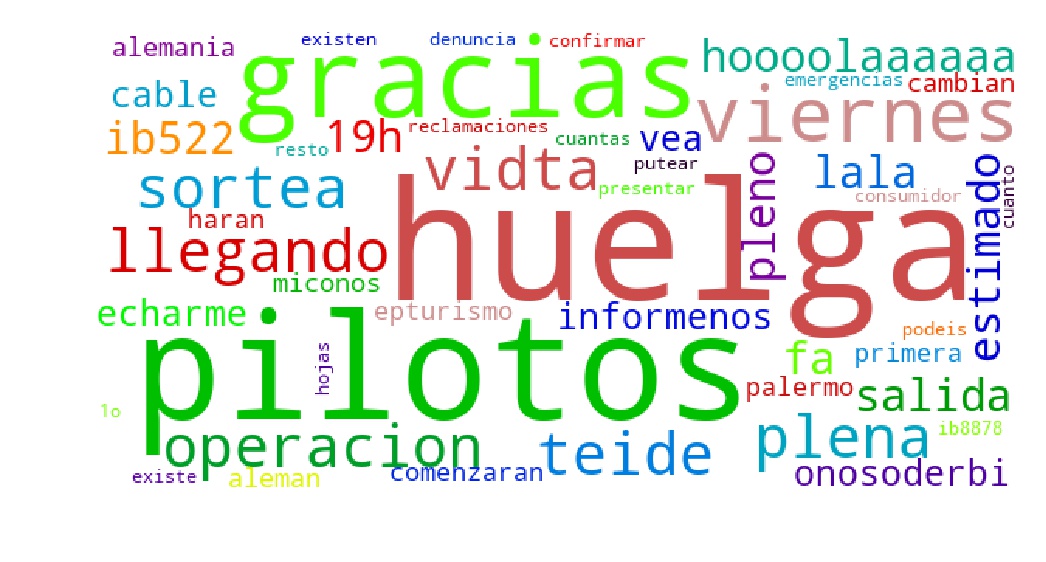 alemania
existen
denuncia
confirmar
gracias
hoooolaaaaaa
emergencias
cambian
cable
viernes
ib522
resto
19h
reclamaciones
cuantas
vea
putear
vidta
presentar
pleno
lala
estimado
cuanto
consumidor
sortea
haran
huelga
llegando
miconos
echarme
epturismo
informenos
podeis
pilotos
hojas
fa
primera
palermo
salida
1o
operacion
teide
plena
ib8878
existe
aleman
comenzaran
onosoderbi